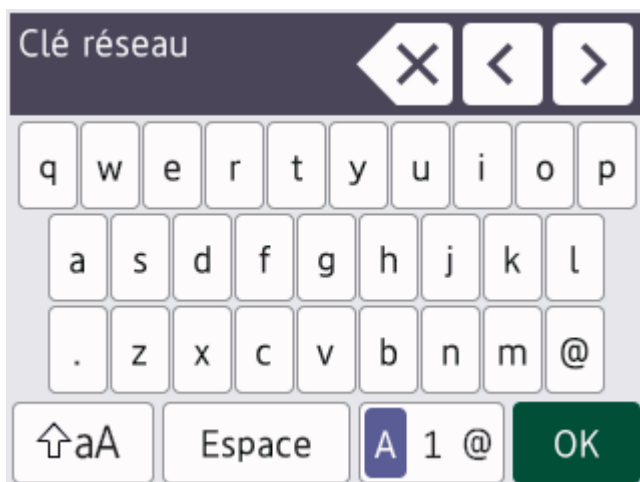 Clé réseau
q w e r t y u i o p
a s d f g h j k l
. z x c v b n m @
aA Espace A 1 @ OK